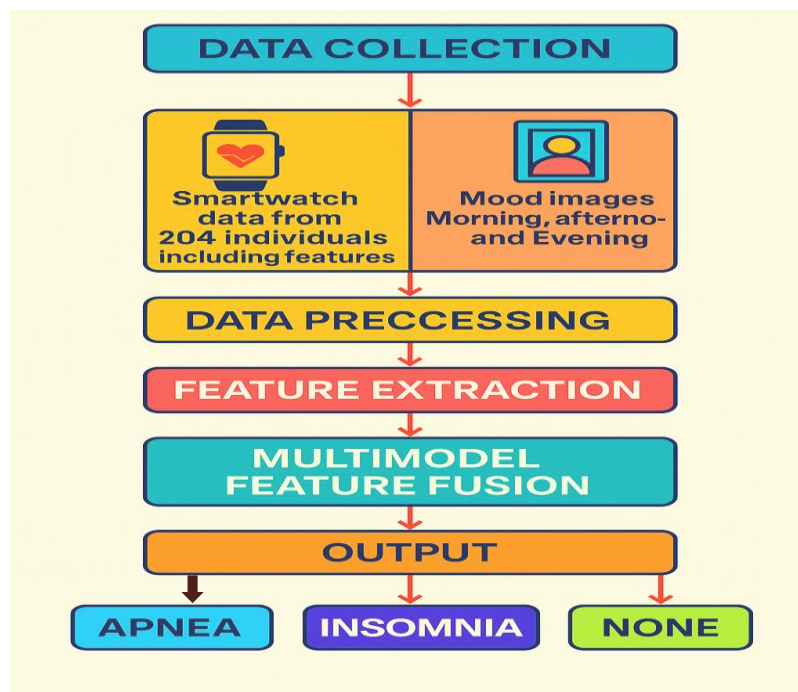 DATA COLLECTION
Smartwatch
data from
204 individuals
including features
Mood images
Morning, afterno-
and Evening
DATA PRECCESSING
FEATURE EXTRACTION
MULTIMODEL
FEATURE FUSION
OUTPUT
APNEA
INSOMNIA
NONE